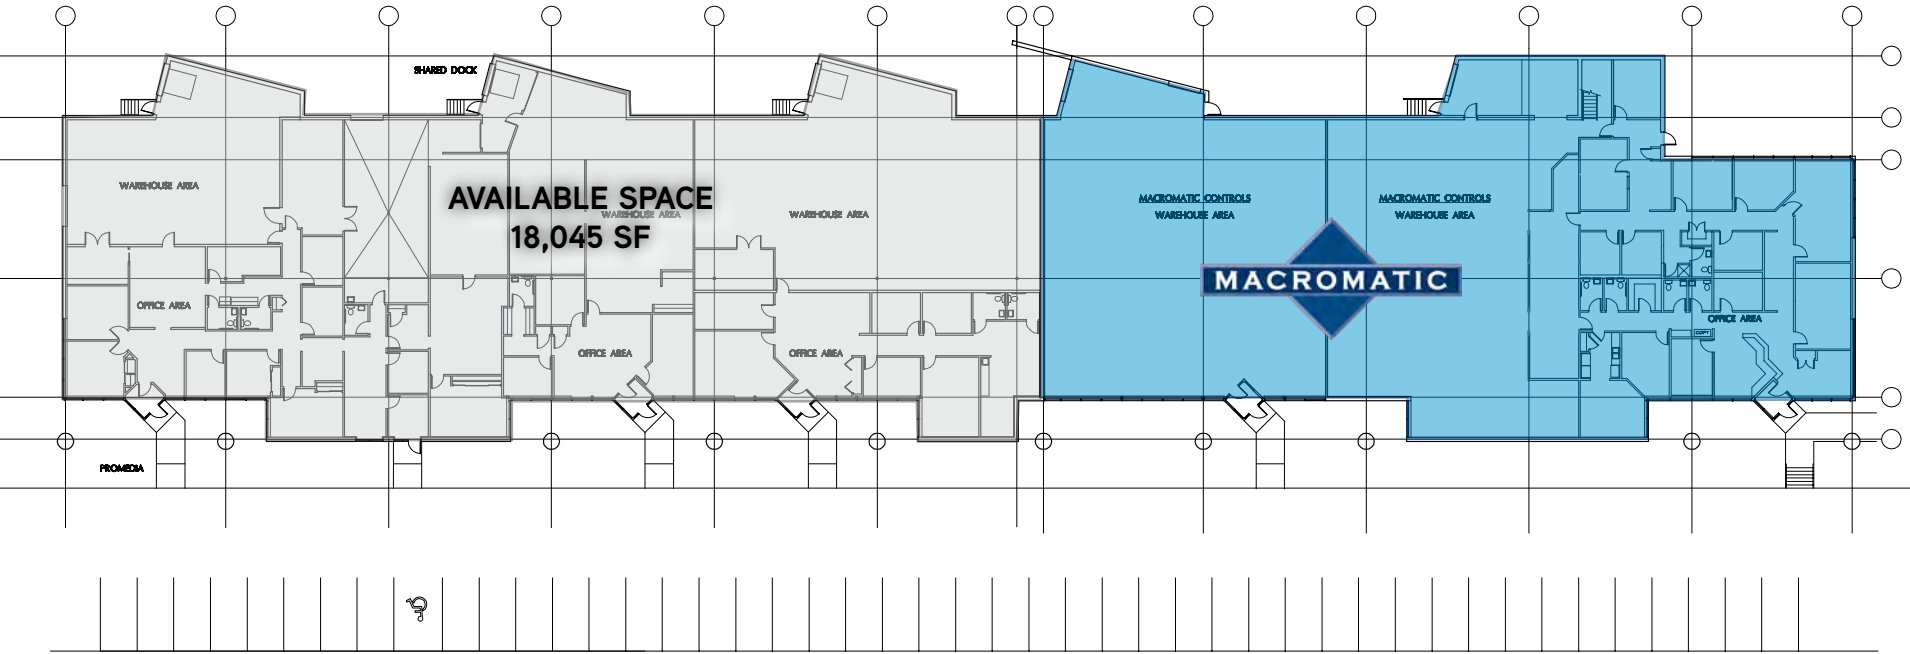 SHARED DOCK
WAREHOUSE AREA
AVAILABLE SPACE
18,045 SF
WAREHOUSE AREA
WAREHOUSE AREA
MACROMATIC CONTROLS
WAREHOUSE AREA
MACROMATIC CONTROLS
WAREHOUSE AREA
MACROMATIC
OFFICE AREA
OFFICE AREA
OFFICE AREA
OFFICE AREA
COPY
PROMEDIA